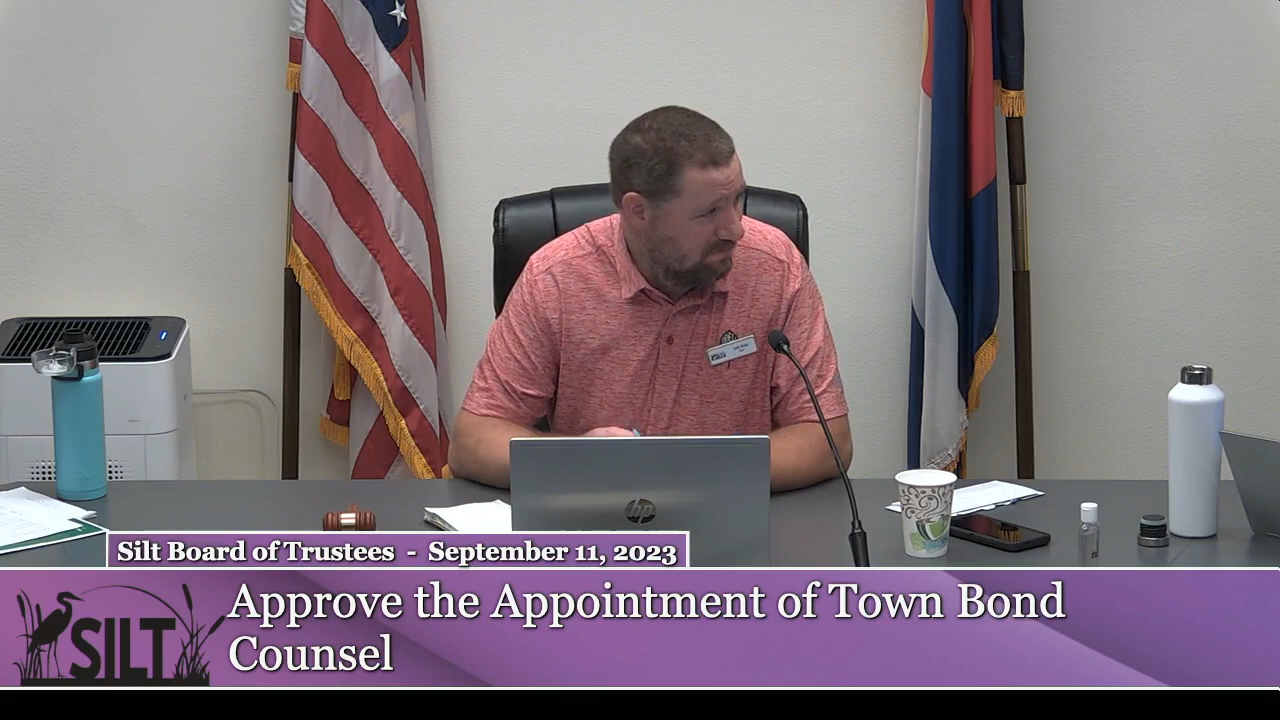 hp
Silt Board of Trustees - September 11, 2023
SILT
Approve the Appointment of Town Bond
Counsel